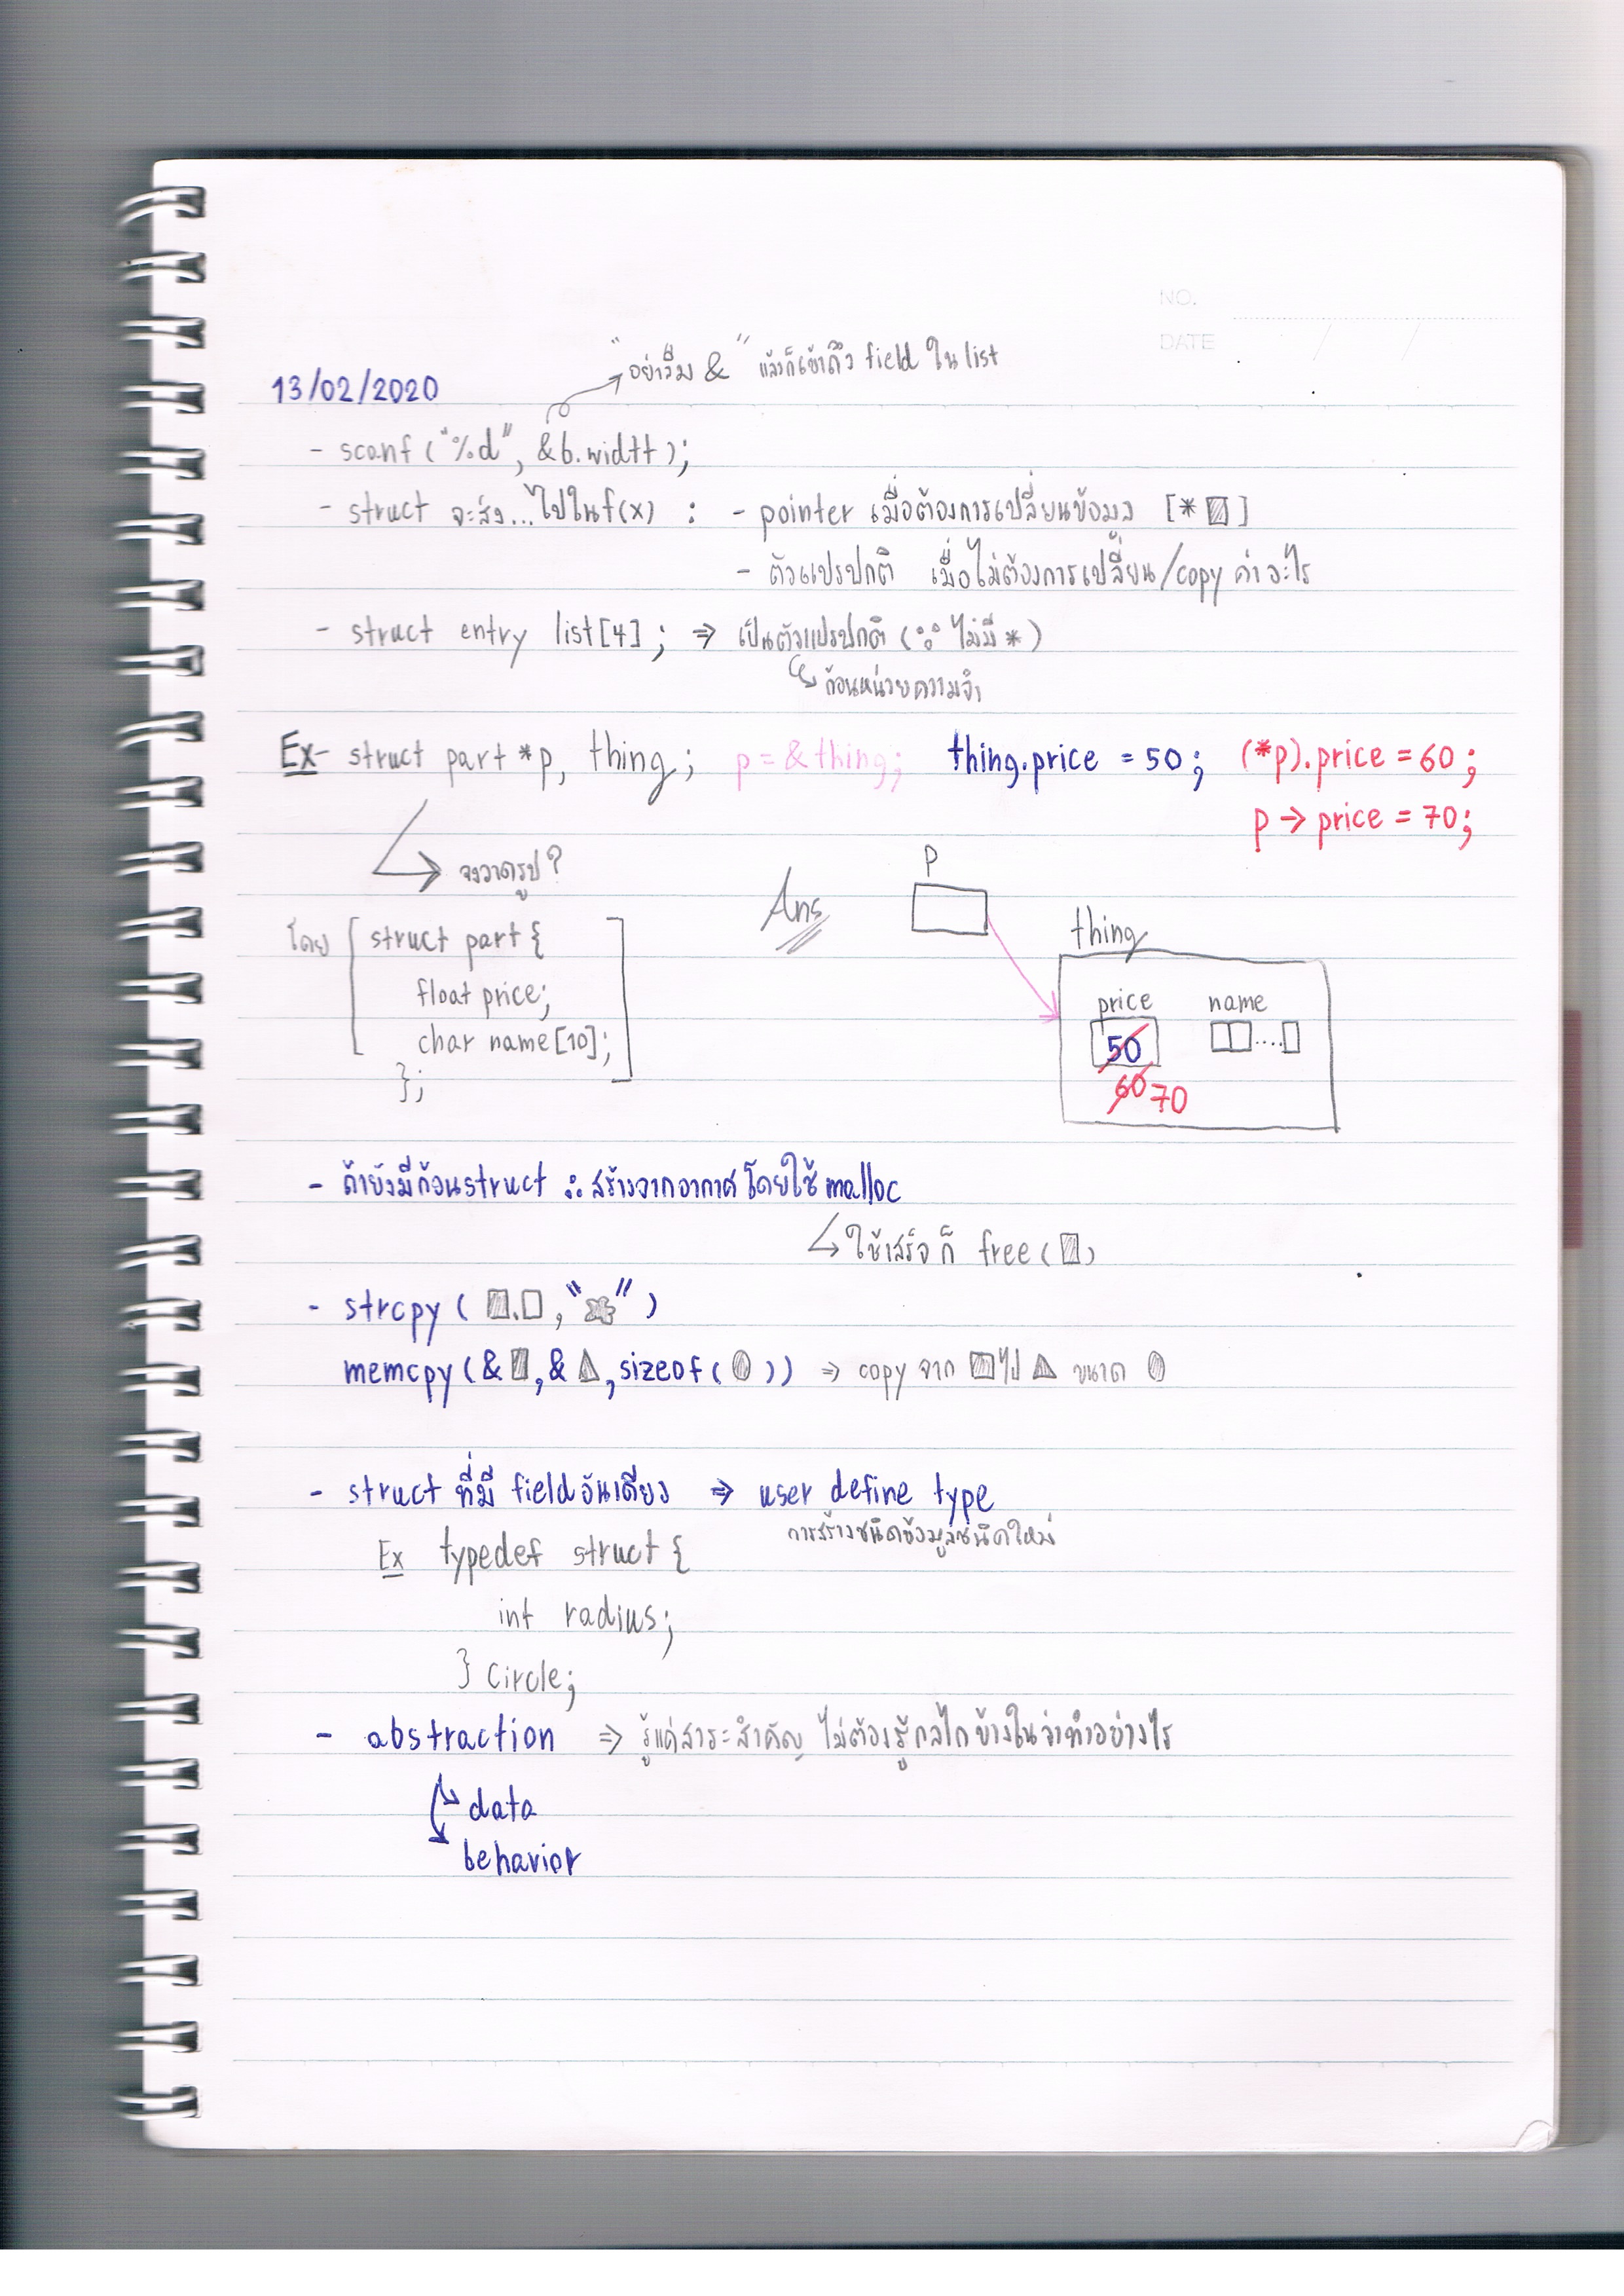 NO.
DATE
"อย่าลืม &" แล้วก็เข้าถึง field ใน list
13/02/2020
- scanf("%d", &b.widtt);
- struct จะส่ง...ไปในf(x) : - pointer เมื่อต้องการเปลี่ยนข้อมูล [* ]
- ตัวแปรปกติ เมื่อไม่ต้องการเปลี่ยน/copy ค่าอะไร
- struct entry list[4]; ⇒ เป็นตัวแปรปกติ (∵ ไม่มี *)
ก้อนหน่วยความจำ
Ex- struct part *p, thing; p = & thing; thing.price = 50; (*p).price = 60;
p → price = 70;
จงวาดรูป?
Ans
p
thing
โดย struct part {
float price;
char name[10];
};
price name
50 ....
60 70
- ถ้ายังมีก้อนstruct ∴ สร้างจากอากาศโดยใช้ malloc
ใช้เสร็จก็ free( )
- strcpy ( . , " " )
memcpy(& , & , sizeof( )) ⇒ copy จาก ไป ขนาด
- struct ที่มี field อันเดียว ⇒ user define type
การสร้างชนิดข้อมูลชนิดใหม่
Ex typedef struct {
int radius;
} Circle;
- abstraction ⇒ รู้แค่สาระสำคัญ ไม่ต้องรู้กลไกข้างในว่าทำอย่างไร
data
behavior